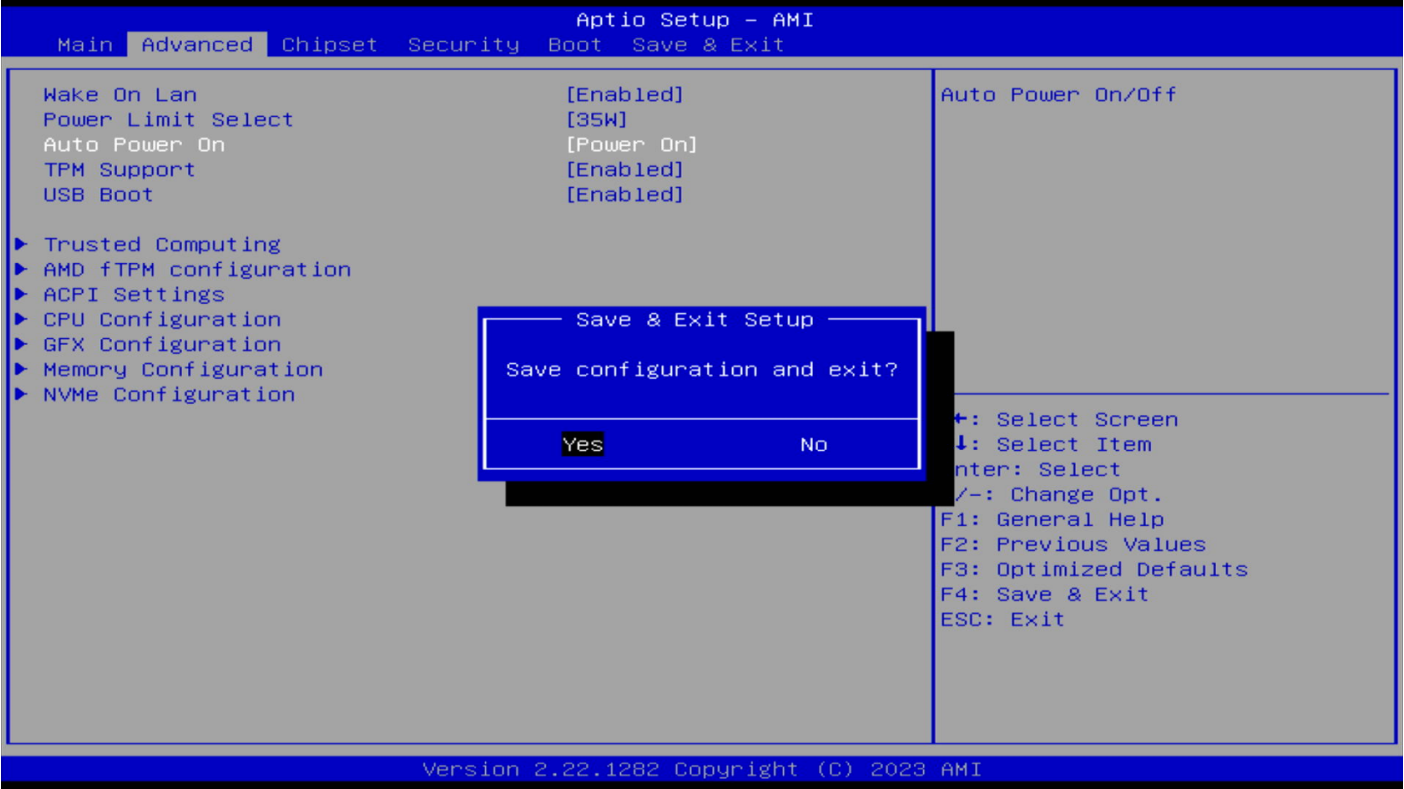 Aptio Setup – AMI
Main Advanced Chipset Security Boot Save & Exit
Wake On Lan [Enabled]
Power Limit Select [35W]
Auto Power On [Power On]
TPM Support [Enabled]
USB Boot [Enabled]
▶ Trusted Computing
▶ AMD fTPM configuration
▶ ACPI Settings
▶ CPU Configuration
▶ GFX Configuration
▶ Memory Configuration
▶ NVMe Configuration
Save & Exit Setup
Save configuration and exit?
Yes No
Auto Power On/Off
←: Select Screen
↓: Select Item
: Select
/-: Change Opt.
F1: General Help
F2: Previous Values
F3: Optimized Defaults
F4: Save & Exit
ESC: Exit
Version 2.22.1282 Copyright (C) 2023 AMI